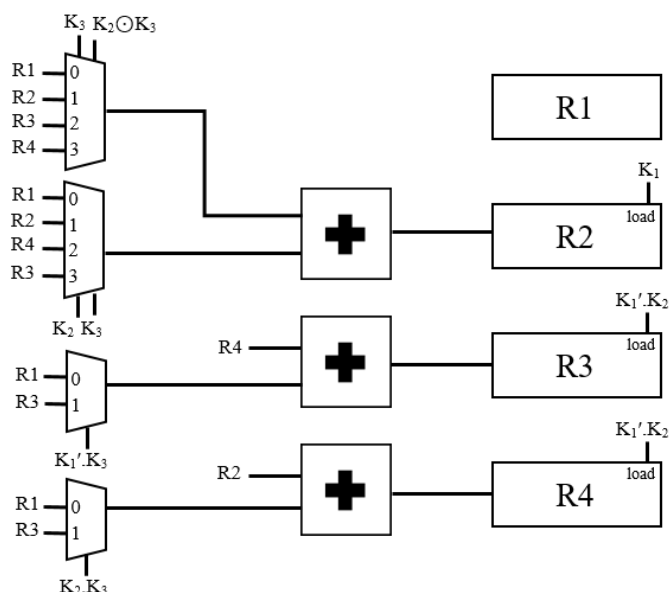 K₃ K₂⊙K₃
R1 0
R2 1
R3 2
R4 3
R1
K₁
load
R1 0
R2 1
R4 2
R3 3
R2
K₂ K₃
K₁′.K₂
load
R4
R3
R1 0
R3 1
K₁′.K₃
K₁′.K₂
load
R2
R4
R1 0
R3 1
K₂.K₃